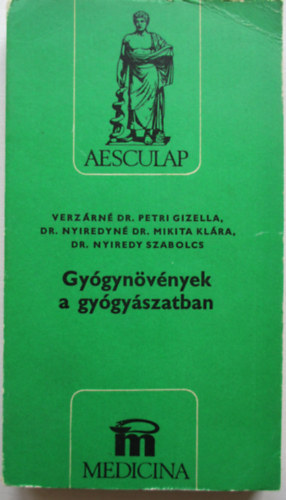 AESCULAP
VERZÁRNÉ DR. PETRI GIZELLA,
DR. NYIREDYNÉ DR. MIKITA KLÁRA,
DR. NYIREDY SZABOLCS
Gyógynövények
a gyógyászatban
m
MEDICINA